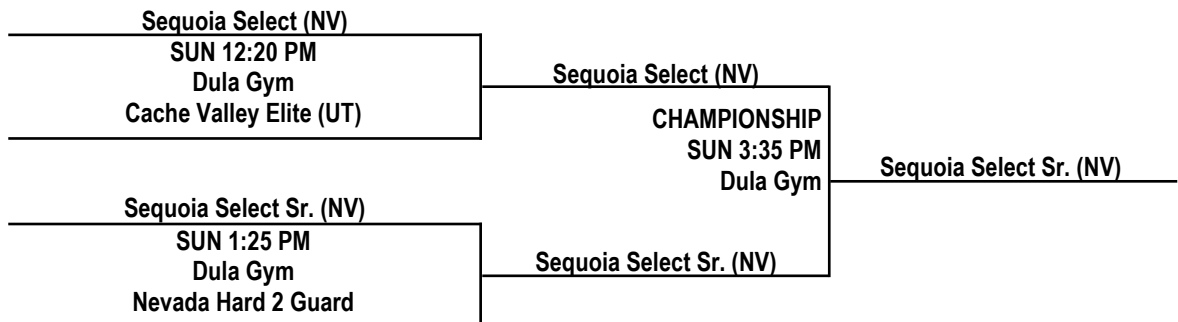 Sequoia Select (NV)
SUN 12:20 PM
Dula Gym
Cache Valley Elite (UT)
Sequoia Select (NV)
CHAMPIONSHIP
SUN 3:35 PM
Dula Gym
Sequoia Select Sr. (NV)
Sequoia Select Sr. (NV)
SUN 1:25 PM
Dula Gym
Nevada Hard 2 Guard
Sequoia Select Sr. (NV)